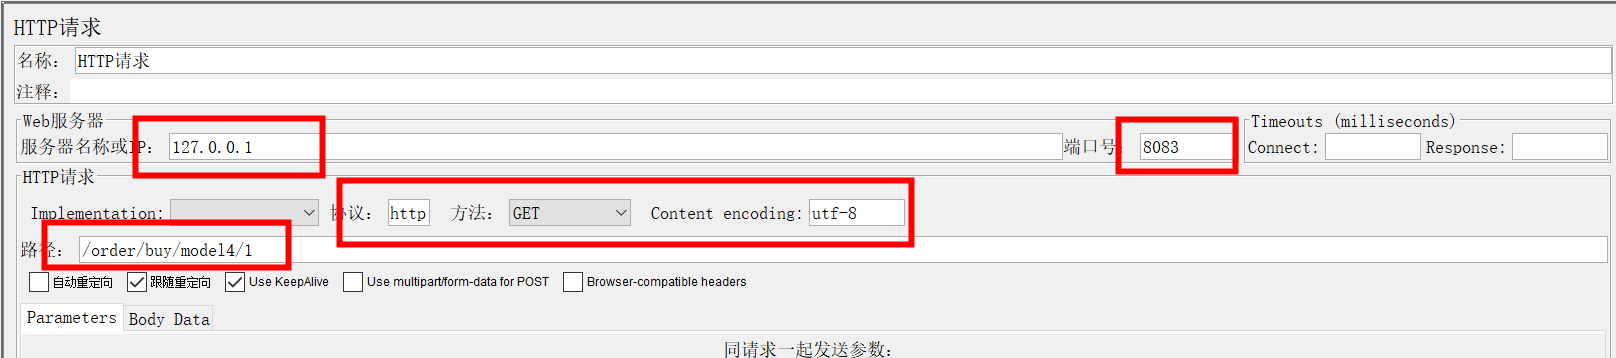 HTTP请求
名称： HTTP请求
注释：
Web服务器 Timeouts (milliseconds)
服务器名称或IP： 127.0.0.1 端口号： 8083 Connect: Response:
HTTP请求
Implementation: 协议： http 方法： GET Content encoding: utf-8
路径： /order/buy/model4/1
自动重定向 跟随重定向 Use KeepAlive Use multipart/form-data for POST Browser-compatible headers
Parameters Body Data
同请求一起发送参数：